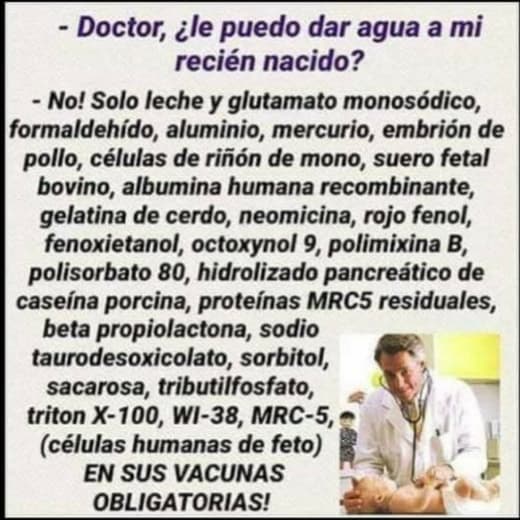 - Doctor, ¿le puedo dar agua a mi
recién nacido?
- No! Solo leche y glutamato monosódico,
formaldehído, aluminio, mercurio, embrión de
pollo, células de riñón de mono, suero fetal
bovino, albumina humana recombinante,
gelatina de cerdo, neomicina, rojo fenol,
fenoxietanol, octoxynol 9, polimixina B,
polisorbato 80, hidrolizado pancreático de
caseína porcina, proteínas MRC5 residuales,
beta propiolactona, sodio
taurodesoxicolato, sorbitol,
sacarosa, tributilfosfato,
triton X-100, WI-38, MRC-5,
(células humanas de feto)
EN SUS VACUNAS
OBLIGATORIAS!